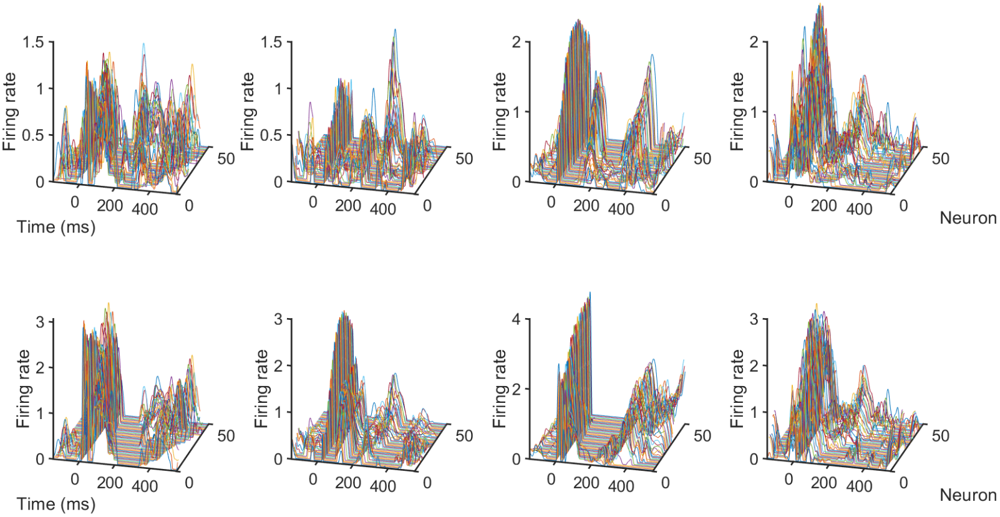 1.5 1.5 2 2
Firing rate Firing rate Firing rate Firing rate
1 1 1 1
0.5 0.5
50 50 50 50
0 0 0 0
0 200 400 0 0 200 400 0 0 200 400 0 0 200 400 0
Time (ms) Neuron
3 3 4 3
Firing rate Firing rate Firing rate Firing rate
2 2 2 2
1 1 1
50 50 50 50
0 0 0 0
0 200 400 0 0 200 400 0 0 200 400 0 0 200 400 0
Time (ms) Neuron